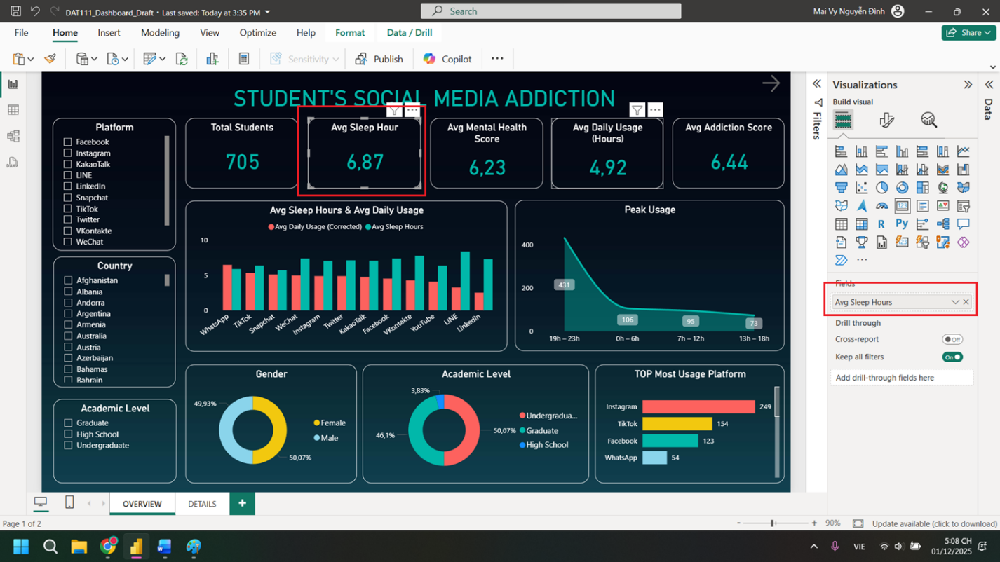 DAT111_Dashboard_Draft • Last saved: Today at 3:35 PM
Search
Mai Vy Nguyễn Đình
File
Home
Insert
Modeling
View
Optimize
Help
Format
Data / Drill
Share
Sensitivity
Publish
Copilot
STUDENT'S SOCIAL MEDIA ADDICTION
Platform
Facebook
Instagram
KakaoTalk
LINE
LinkedIn
Snapchat
TikTok
Twitter
VKontakte
WeChat
Country
Afghanistan
Albania
Andorra
Argentina
Armenia
Australia
Austria
Azerbaijan
Bahamas
Bahrain
Academic Level
Graduate
High School
Undergraduate
Total Students
705
Avg Sleep Hour
6,87
Avg Mental Health
Score
6,23
Avg Daily Usage
(Hours)
4,92
Avg Addiction Score
6,44
Avg Sleep Hours & Avg Daily Usage
Avg Daily Usage (Corrected)
Avg Sleep Hours
10
5
0
WhatsApp
TikTok
Snapchat
WeChat
Instagram
Twitter
KakaoTalk
Facebook
VKontakte
YouTube
LINE
LinkedIn
Peak Usage
400
200
0
431
106
95
73
19h – 23h
0h – 6h
7h – 12h
13h – 18h
Gender
49,93%
50,07%
Female
Male
Academic Level
3,83%
46,1%
50,07%
Undergradua...
Graduate
High School
TOP Most Usage Platform
Instagram 249
TikTok 154
Facebook 123
WhatsApp 54
Filters
Visualizations
Build visual
R
Py
123
Fields
Avg Sleep Hours
Drill through
Cross-report
Off
Keep all filters
On
Add drill-through fields here
Data
DAX
OVERVIEW
DETAILS
Page 1 of 2
90%
Update available (click to download)
VIE
5:08 CH
01/12/2025